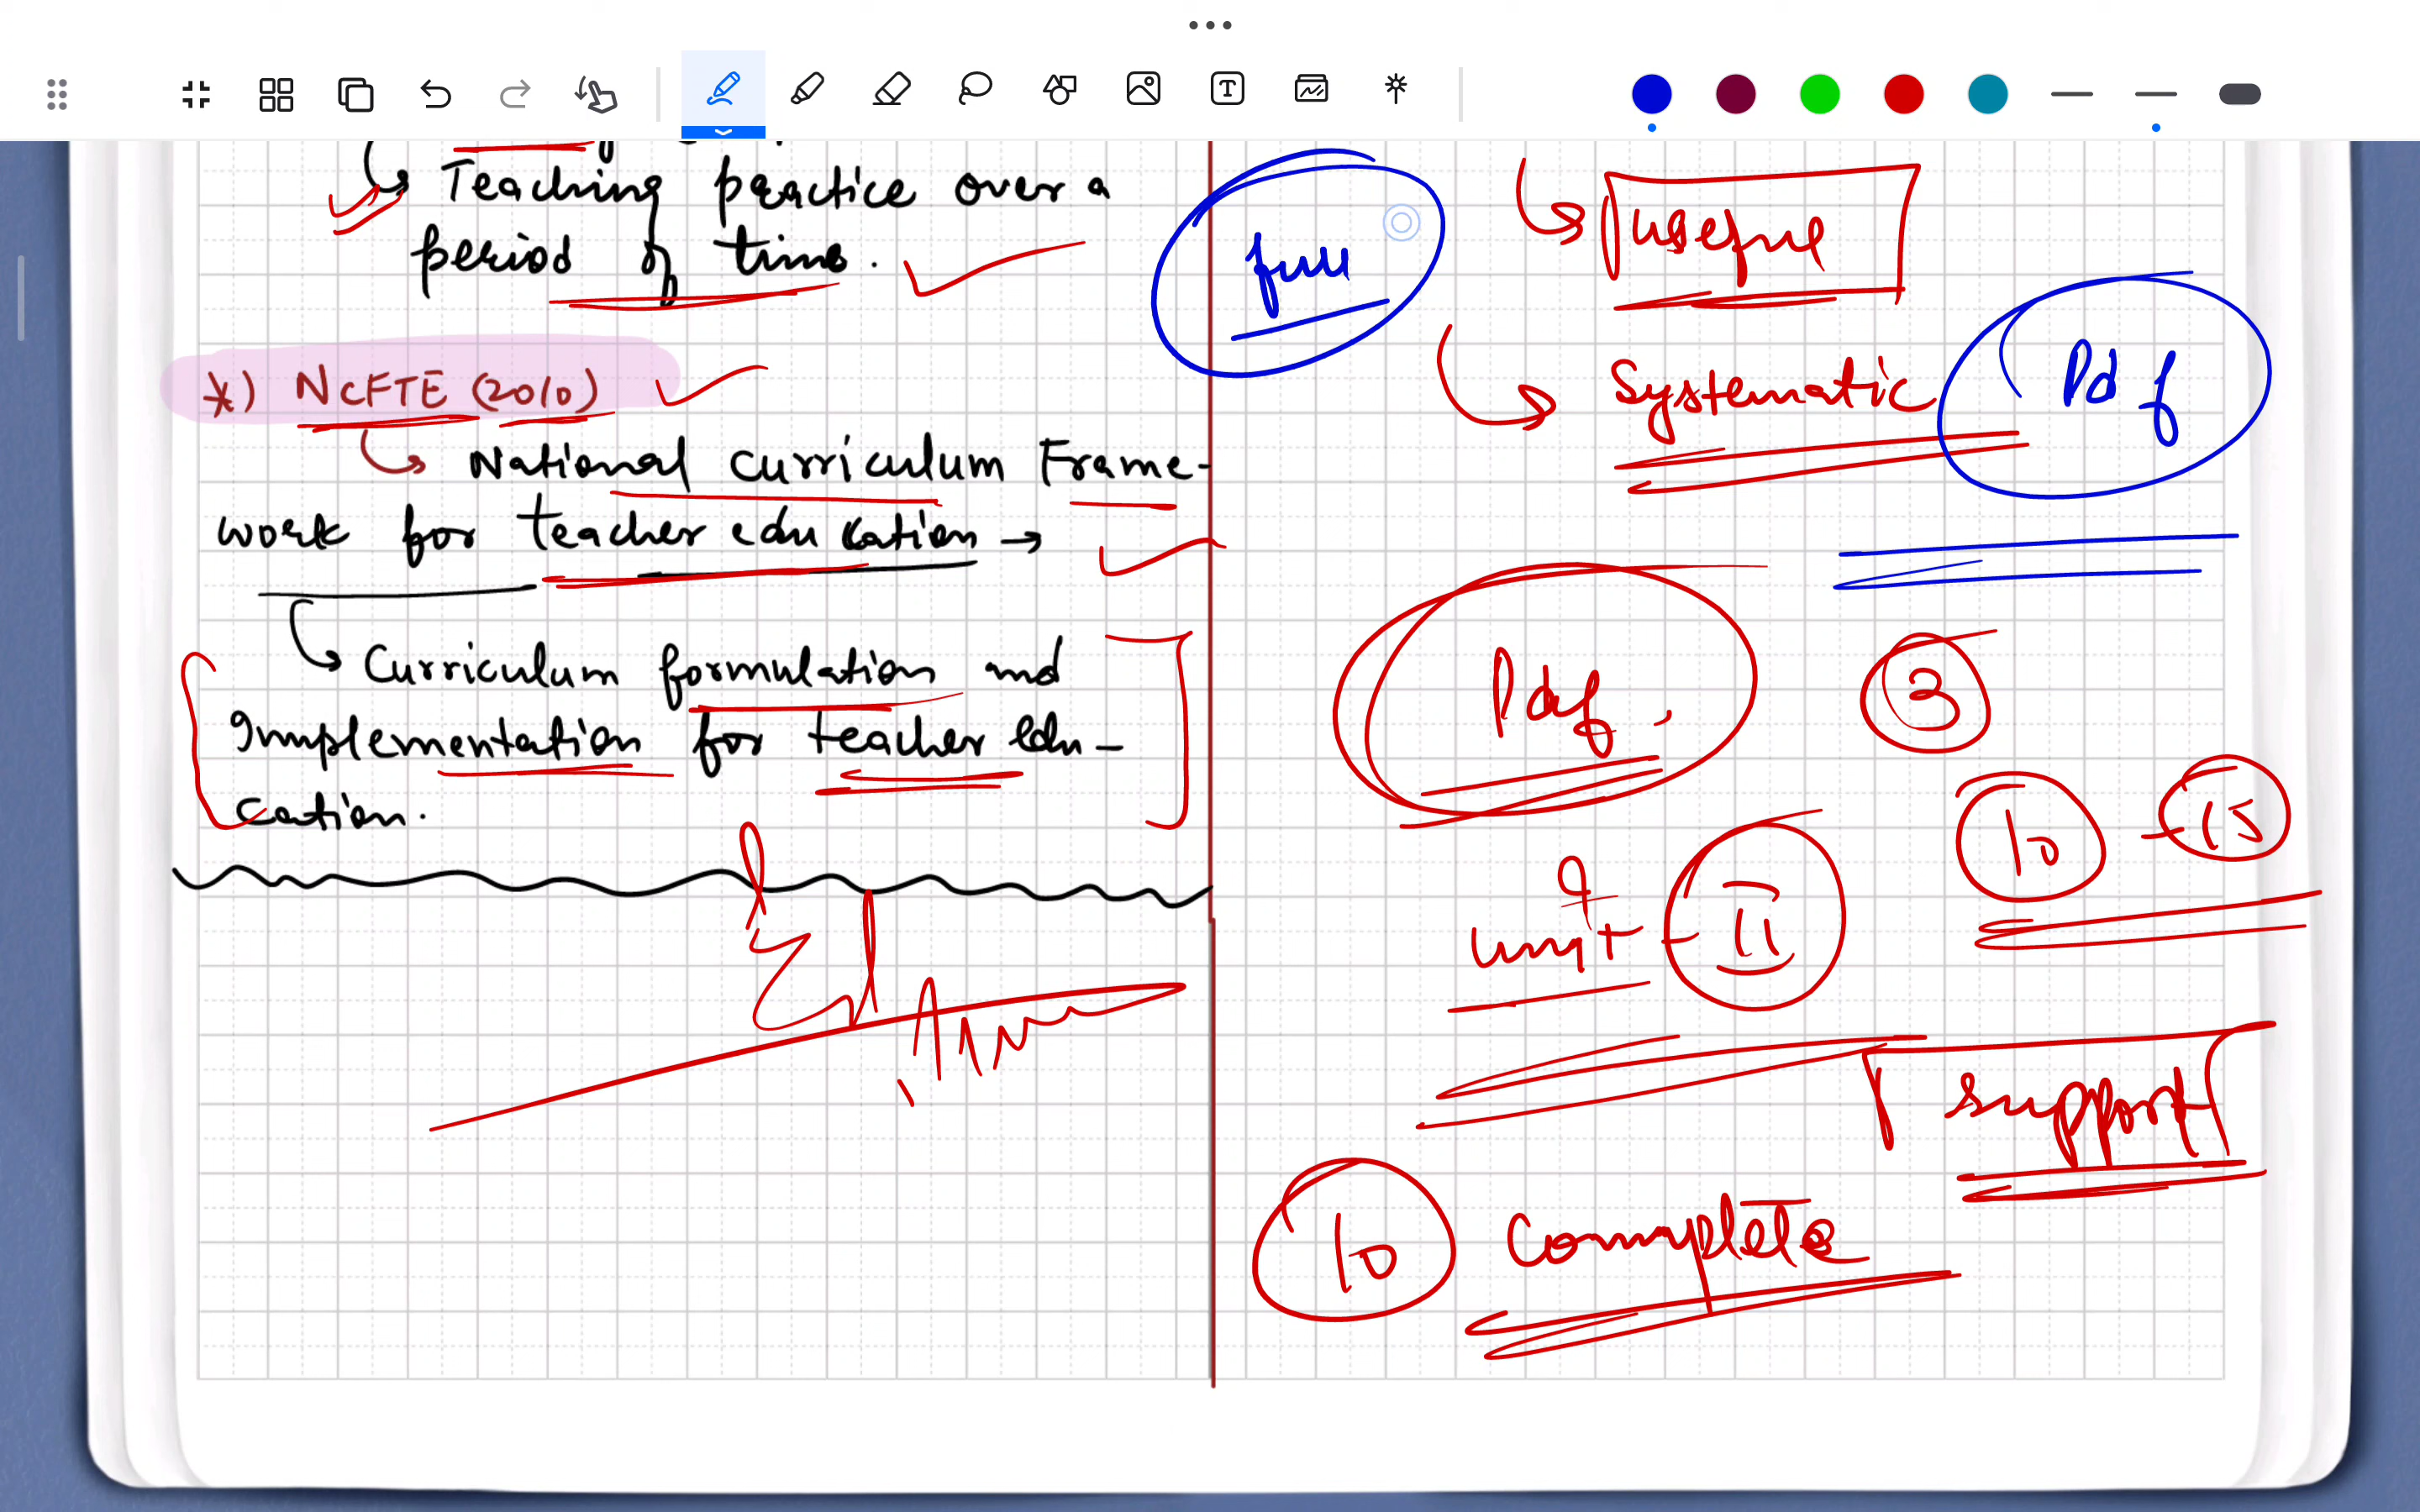 Teaching practice over a
period of time.
*) NCFTE (2010)
National curriculum Frame-
work for teacher education →
Curriculum formulation and
Implementation for teacher edu-
cation.
useful
full
Systematic
Pdf
Pdf
3
10 - 15
unit - 11
support
10 Complete